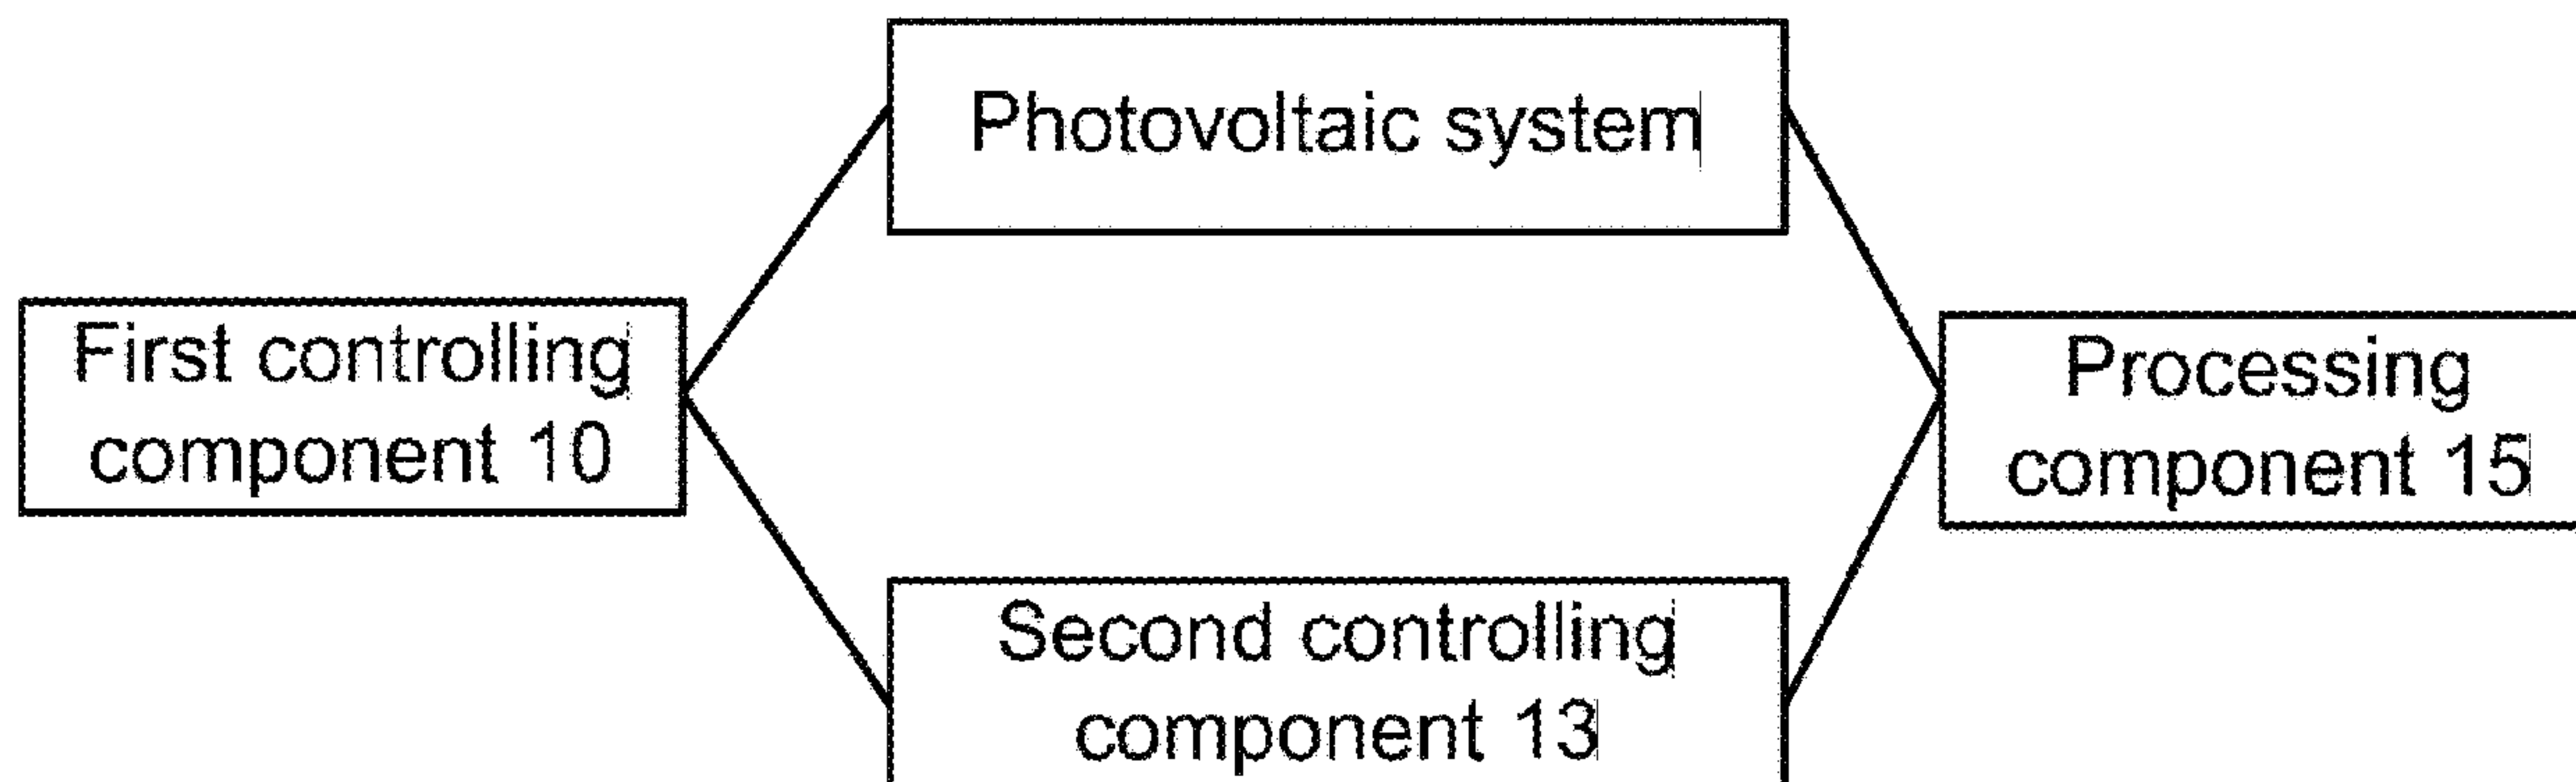 Photovoltaic system
First controlling
component 10
Processing
component 15
Second controlling
component 13